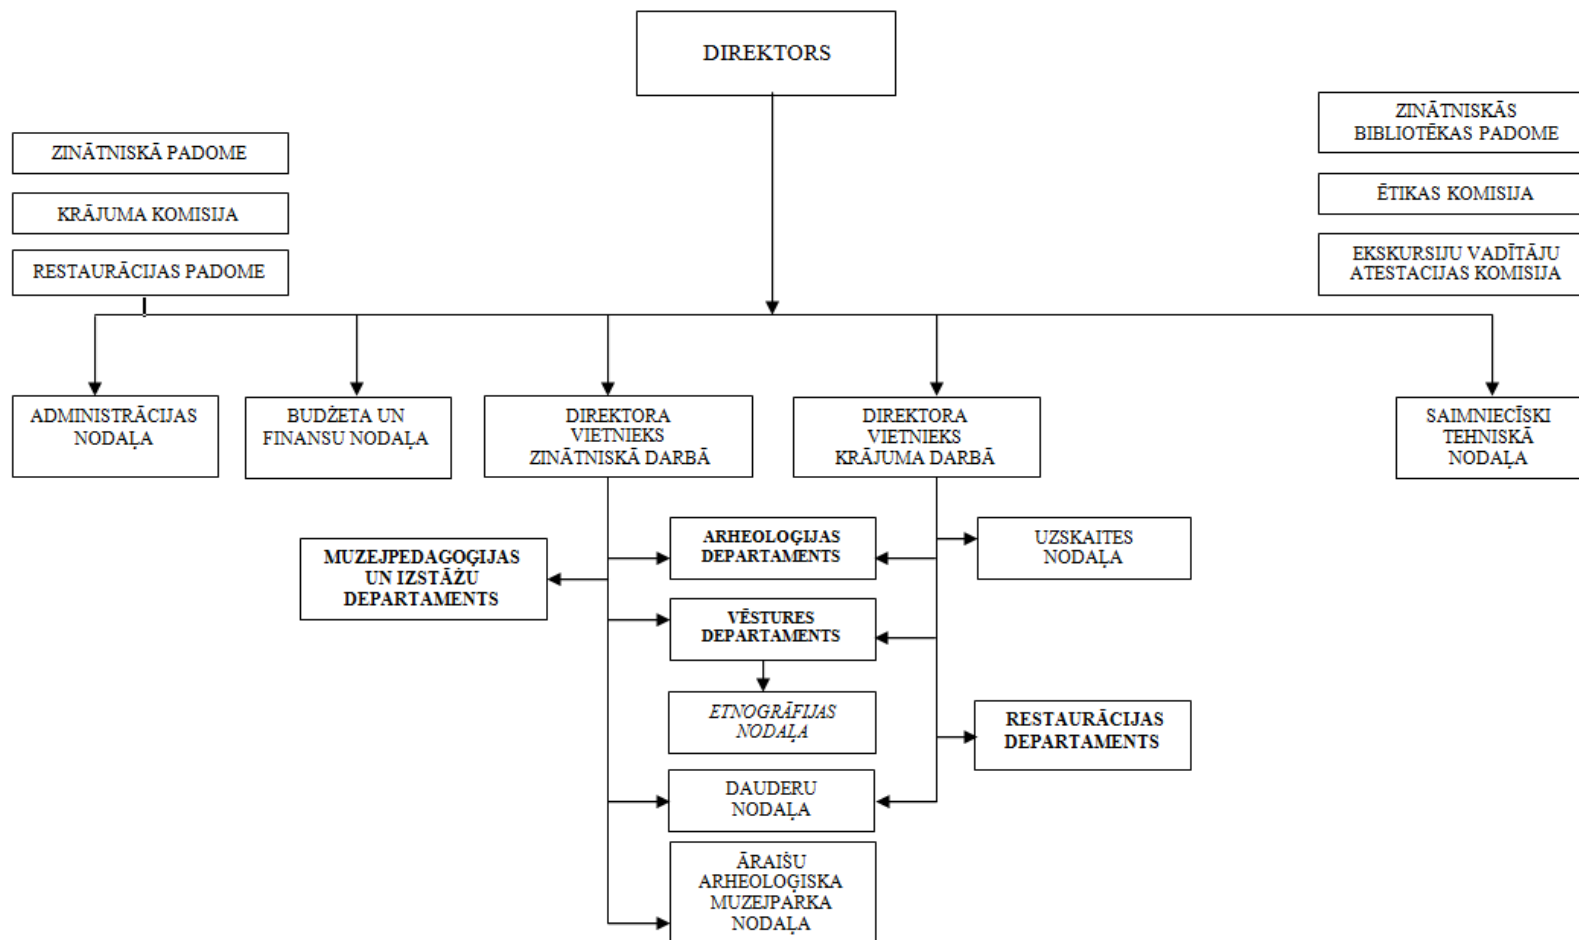 DIREKTORS
ZINĀTNISKĀ PADOME
KRĀJUMA KOMISIJA
RESTAURĀCIJAS PADOME
ZINĀTNISKĀS
BIBLIOTĒKAS PADOME
ĒTIKAS KOMISIJA
EKSKURSIJU VADĪTĀJU
ATESTACIJAS KOMISIJA
ADMINISTRĀCIJAS
NODAĻA
BUDŽETA UN
FINANSU NODAĻA
DIREKTORA
VIETNIEKS
ZINĀTNISKĀ DARBĀ
DIREKTORA
VIETNIEKS
KRĀJUMA DARBĀ
SAIMNIECĪSKI
TEHNISKĀ
NODAĻA
MUZEJPEDAGOĢIJAS
UN IZSTĀŽU
DEPARTAMENTS
ARHEOLOĢIJAS
DEPARTAMENTS
UZSKAITES
NODAĻA
VĒSTURES
DEPARTAMENTS
ETNOGRĀFIJAS
NODAĻA
RESTAURĀCIJAS
DEPARTAMENTS
DAUDERU
NODAĻA
ĀRAIŠU
ARHEOLOĢISKA
MUZEJPARKA
NODAĻA